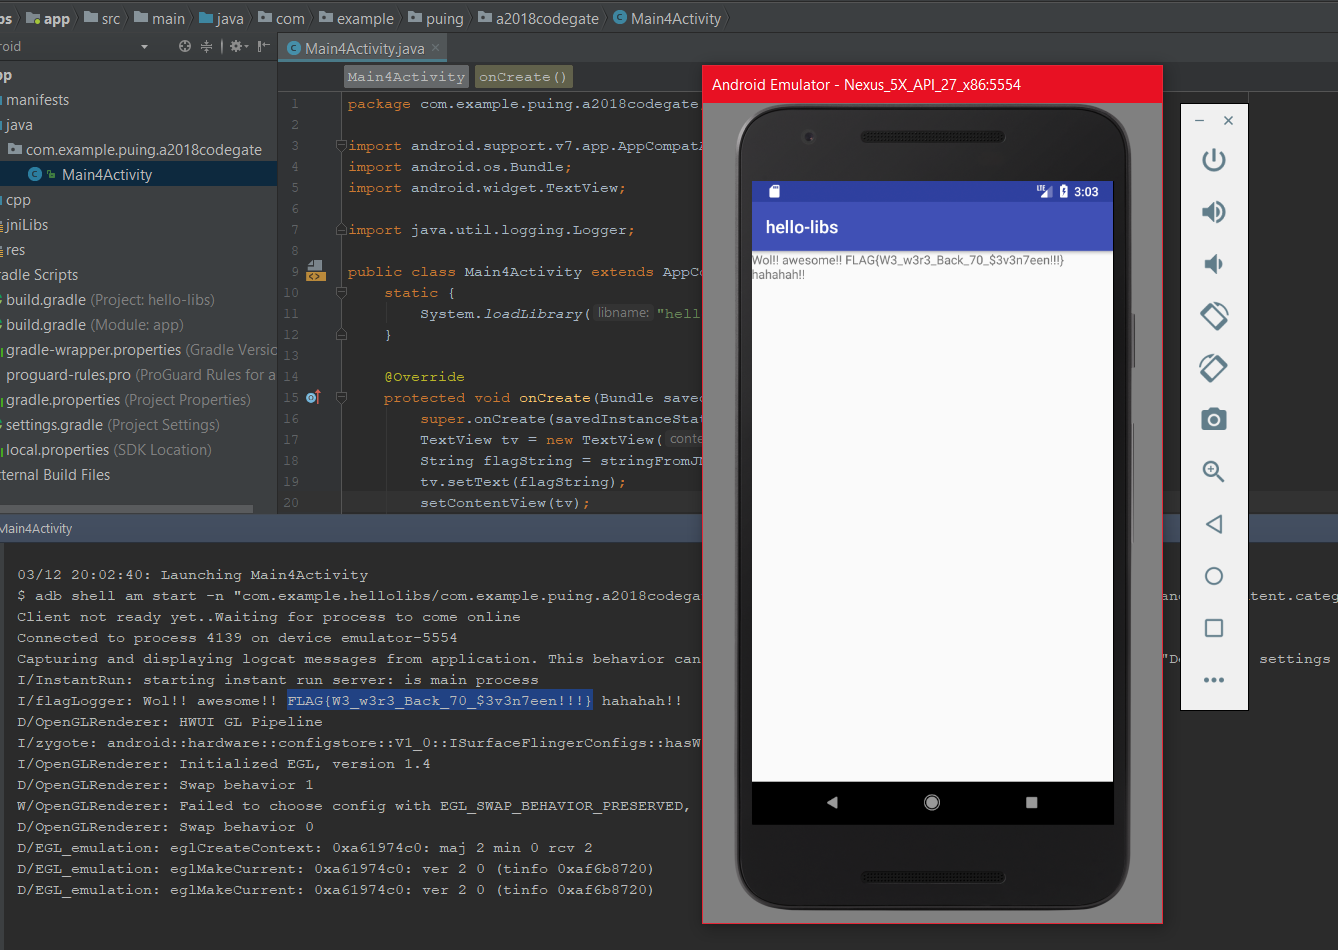 app src main java com example puing a2018codegate Main4Activity
Main4Activity.java
manifests
java
com.example.puing.a2018codegate
Main4Activity
cpp
jniLibs
res
Scripts
build.gradle (Project: hello-libs)
build.gradle (Module: app)
gradle-wrapper.properties (Gradle
proguard-rules.pro (ProGuard Rules for a
gradle.properties (Project Properties)
settings.gradle (Project Settings)
local.properties (SDK Location)
Build Files
Main4Activity onCreate()
1 package com.example.puing.a2018codegate
2
3 import android.support.v7.app.
4 import android.os.Bundle;
5 import android.widget.TextView;
6
7 import java.util.logging.Logger;
8
9 public class Main4Activity extends
10 static {
11 System.loadLibrary( libname: "hell
12 }
13
14 @Override
15 protected void onCreate(Bundle
16 super.onCreate(
17 TextView tv = new TextView(
18 String flagString =
19 tv.setText(flagString);
20 setContentView(tv);
Android Emulator - Nexus_5X_API_27_x86:5554
LTE 3:03
hello-libs
Wol!! awesome!! FLAG{W3_w3r3_Back_70_$3v3n7een!!!}
hahahah!!
Main4Activity
03/12 20:02:40: Launching Main4Activity
$ adb shell am start -n "com.example.hellolibs/com.example.puing.a2018codega
Client not ready yet..Waiting for process to come online
Connected to process 4139 on device emulator-5554
Capturing and displaying logcat messages from application. This behavior can settings
I/InstantRun: starting instant run server: is main process
I/flagLogger: Wol!! awesome!! FLAG{W3_w3r3_Back_70_$3v3n7een!!!} hahahah!!
D/OpenGLRenderer: HWUI GL Pipeline
I/zygote: android::hardware::configstore::V1_0::ISurfaceFlingerConfigs::hasW
I/OpenGLRenderer: Initialized EGL, version 1.4
D/OpenGLRenderer: Swap behavior 1
W/OpenGLRenderer: Failed to choose config with EGL_SWAP_BEHAVIOR_PRESERVED,
D/OpenGLRenderer: Swap behavior 0
D/EGL_emulation: eglCreateContext: 0xa61974c0: maj 2 min 0 rcv 2
D/EGL_emulation: eglMakeCurrent: 0xa61974c0: ver 2 0 (tinfo 0xaf6b8720)
D/EGL_emulation: eglMakeCurrent: 0xa61974c0: ver 2 0 (tinfo 0xaf6b8720)